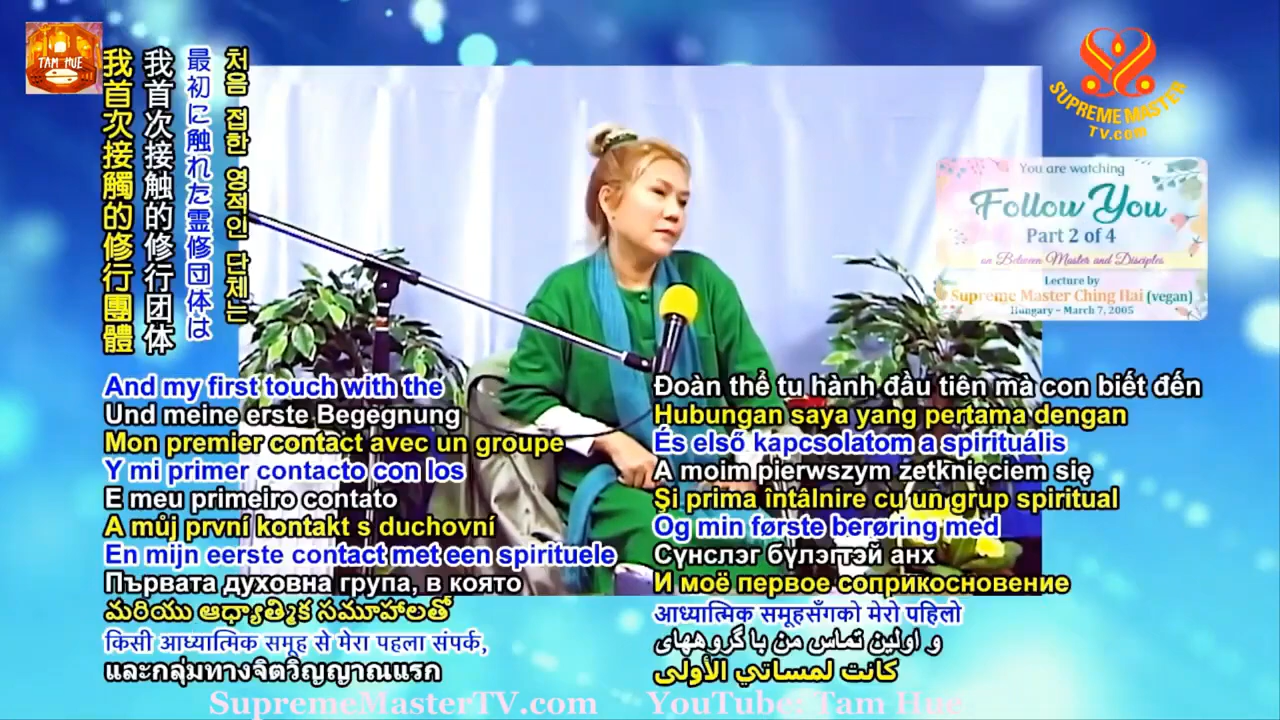 TAM HUE
我首次接觸的修行團體
我首次接触的修行团体
最初に触れた霊修団体は
처음 접한 영적인 단체는
SUPREME MASTER
TV.com
You are watching
Follow You
Part 2 of 4
on Between Master and Disciples
Lecture by
Supreme Master Ching Hai (vegan)
Hungary – March 7, 2005
And my first touch with the
Und meine erste Begegnung
Mon premier contact avec un groupe
Y mi primer contacto con los
E meu primeiro contato
A můj první kontakt s duchovní
En mijn eerste contact met een spirituele
Първата духовна група, в която
మరియు ఆధ్యాత్మిక సమూహాలతో
किसी आध्यात्मिक समूह से मेरा पहला संपर्क,
และกลุ่มทางจิตวิญญาณแรก
Đoàn thể tu hành đầu tiên mà con biết đến
Hubungan saya yang pertama dengan
És első kapcsolatom a spirituális
A moim pierwszym zetknięciem się
Şi prima întâlnire cu un grup spiritual
Og min første berøring med
Сүнслэг бүлэгтэй анх
И моё первое соприкосновение
आध्यात्मिक समूहसँगको मेरो पहिलो
و اولین تماس من با گروههای
كانت لمساتي الأولى
SupremeMasterTV.com
YouTube: Tam Hue